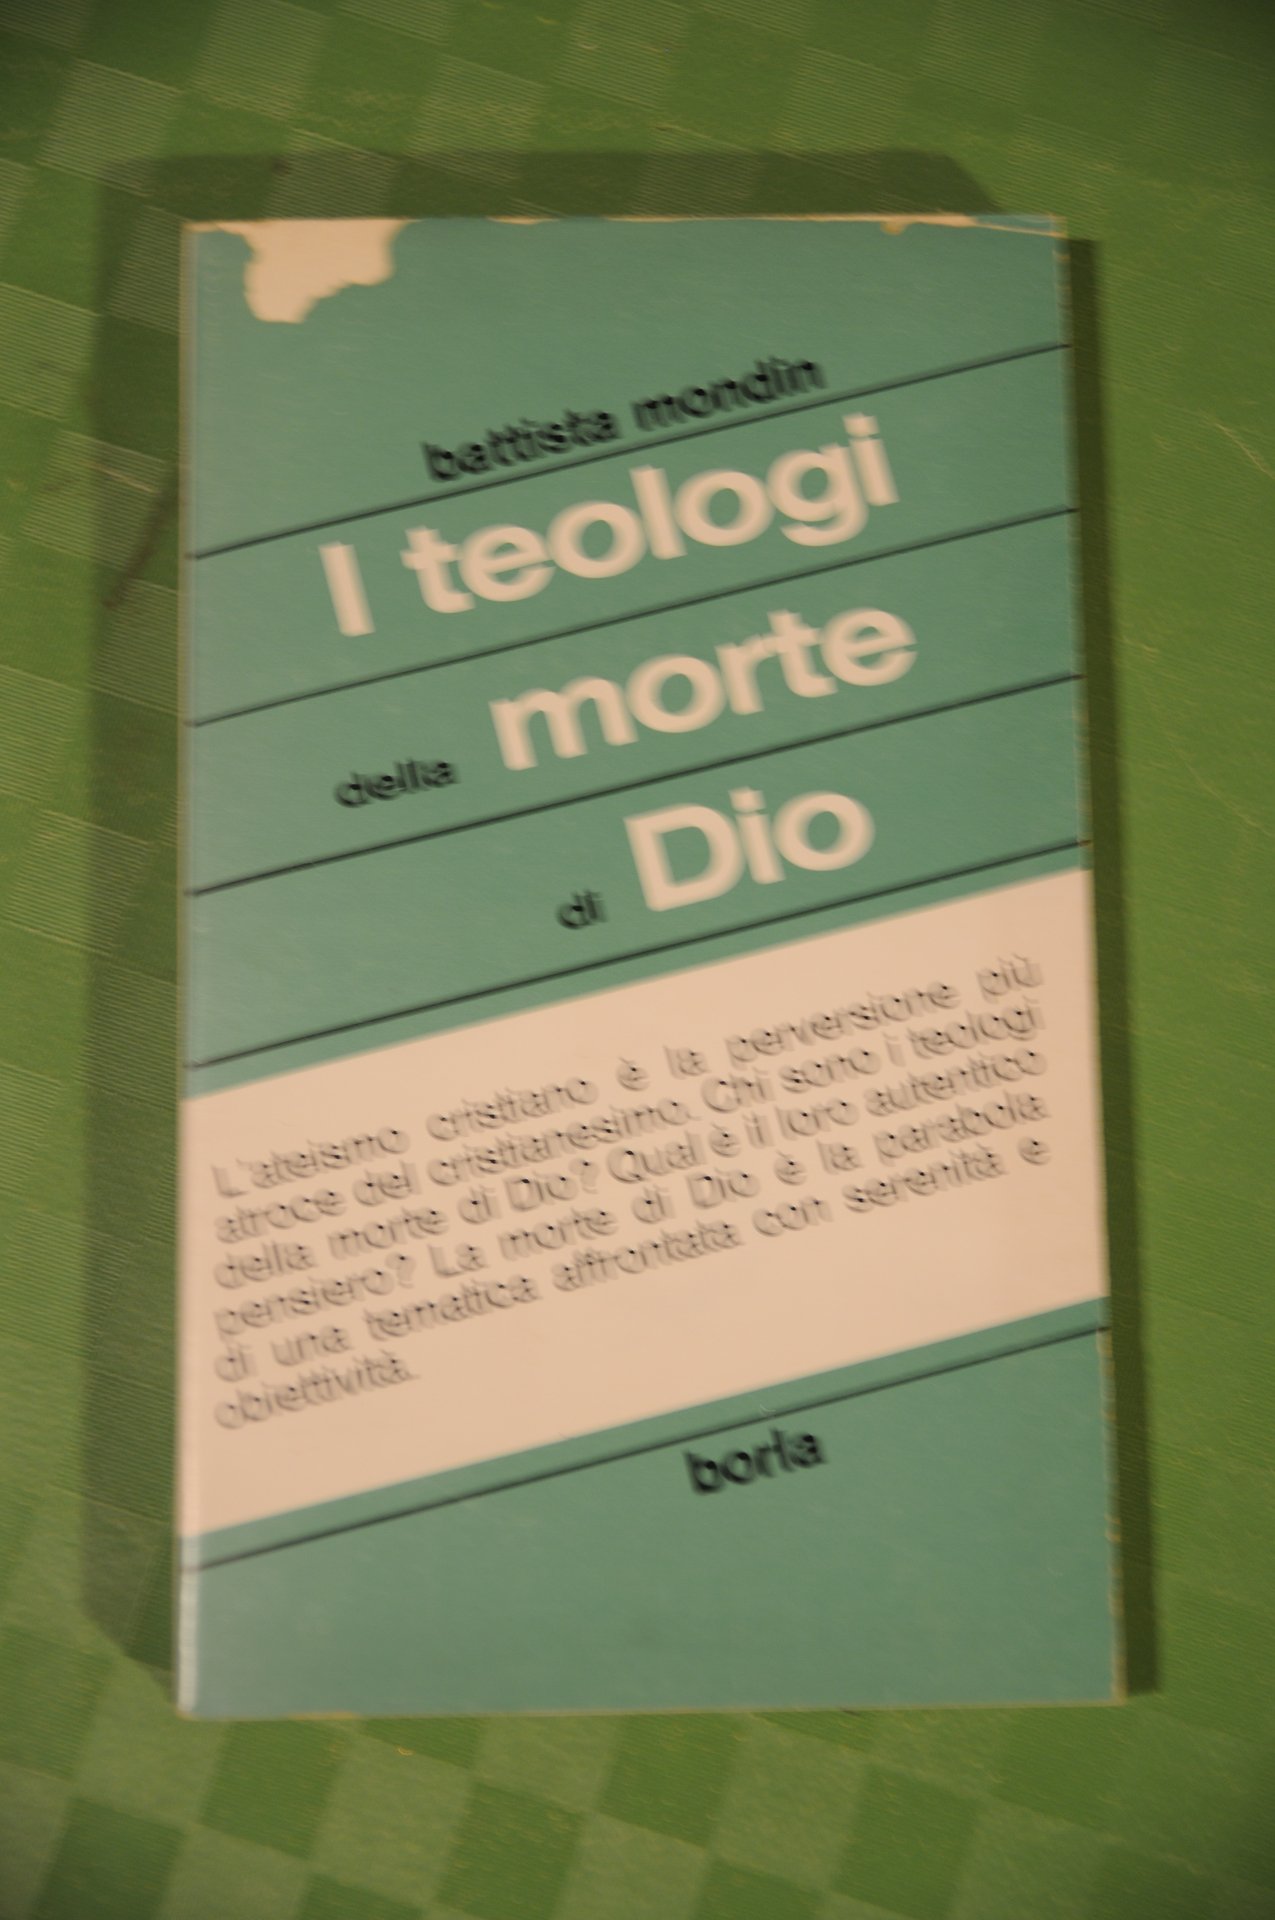 battista mondin
I teologi
della morte
di Dio
L'ateismo cristiano è la perversione più
atroce del cristianesimo. Chi sono i teologi
della morte di Dio? Qual è il loro autentico
pensiero? La morte di Dio è la parabola
di una tematica affrontata con serenità e
obiettività.
borla